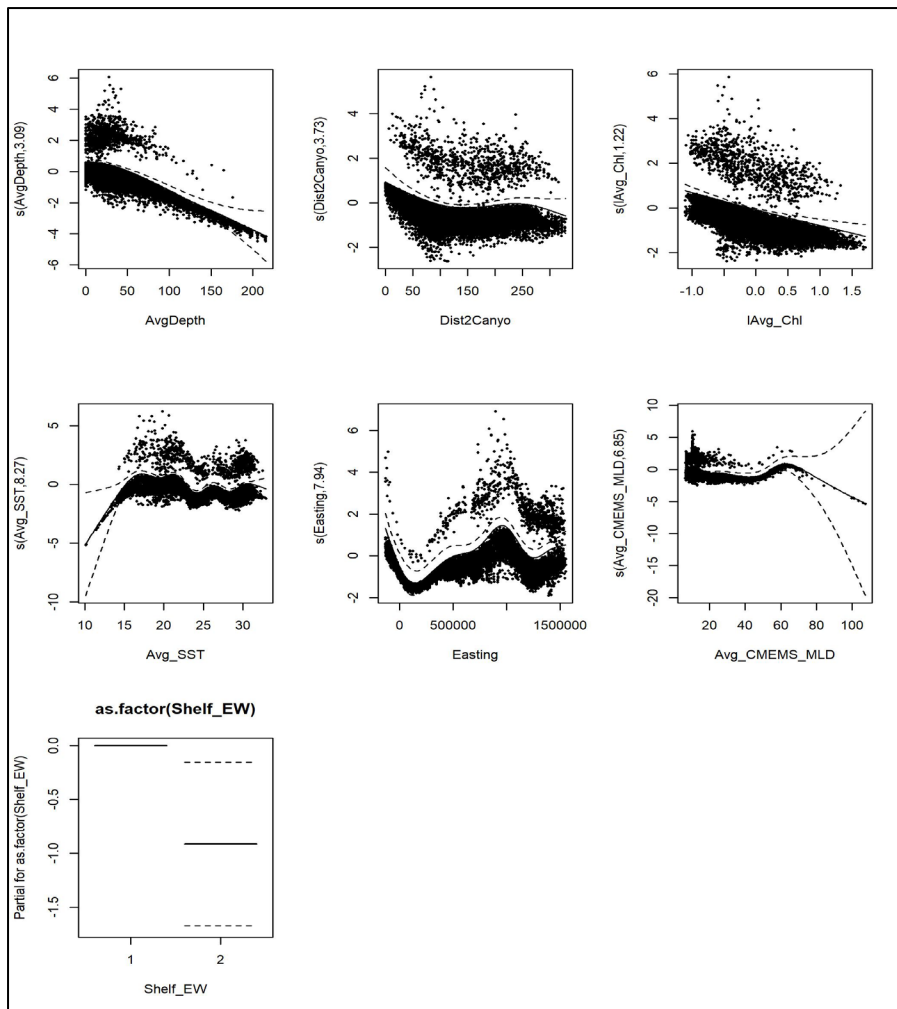 s(AvgDepth,3.09)
6
4
2
0
-2
-4
-6
0 50 100 150 200
AvgDepth
s(Dist2Canyo,3.73)
4
2
0
-2
0 50 150 250
Dist2Canyo
s(lAvg_Chl,1.22)
6
4
2
0
-2
-1.0 0.0 0.5 1.0 1.5
lAvg_Chl
s(Avg_SST,8.27)
5
0
-5
-10
10 15 20 25 30
Avg_SST
s(Easting,7.94)
6
4
2
0
-2
0 500000 1500000
Easting
s(Avg_CMEMS_MLD,6.85)
10
5
0
-5
-10
-15
-20
20 40 60 80 100
Avg_CMEMS_MLD
as.factor(Shelf_EW)
Partial for as.factor(Shelf_EW)
0.0
-0.5
-1.0
-1.5
1 2
Shelf_EW